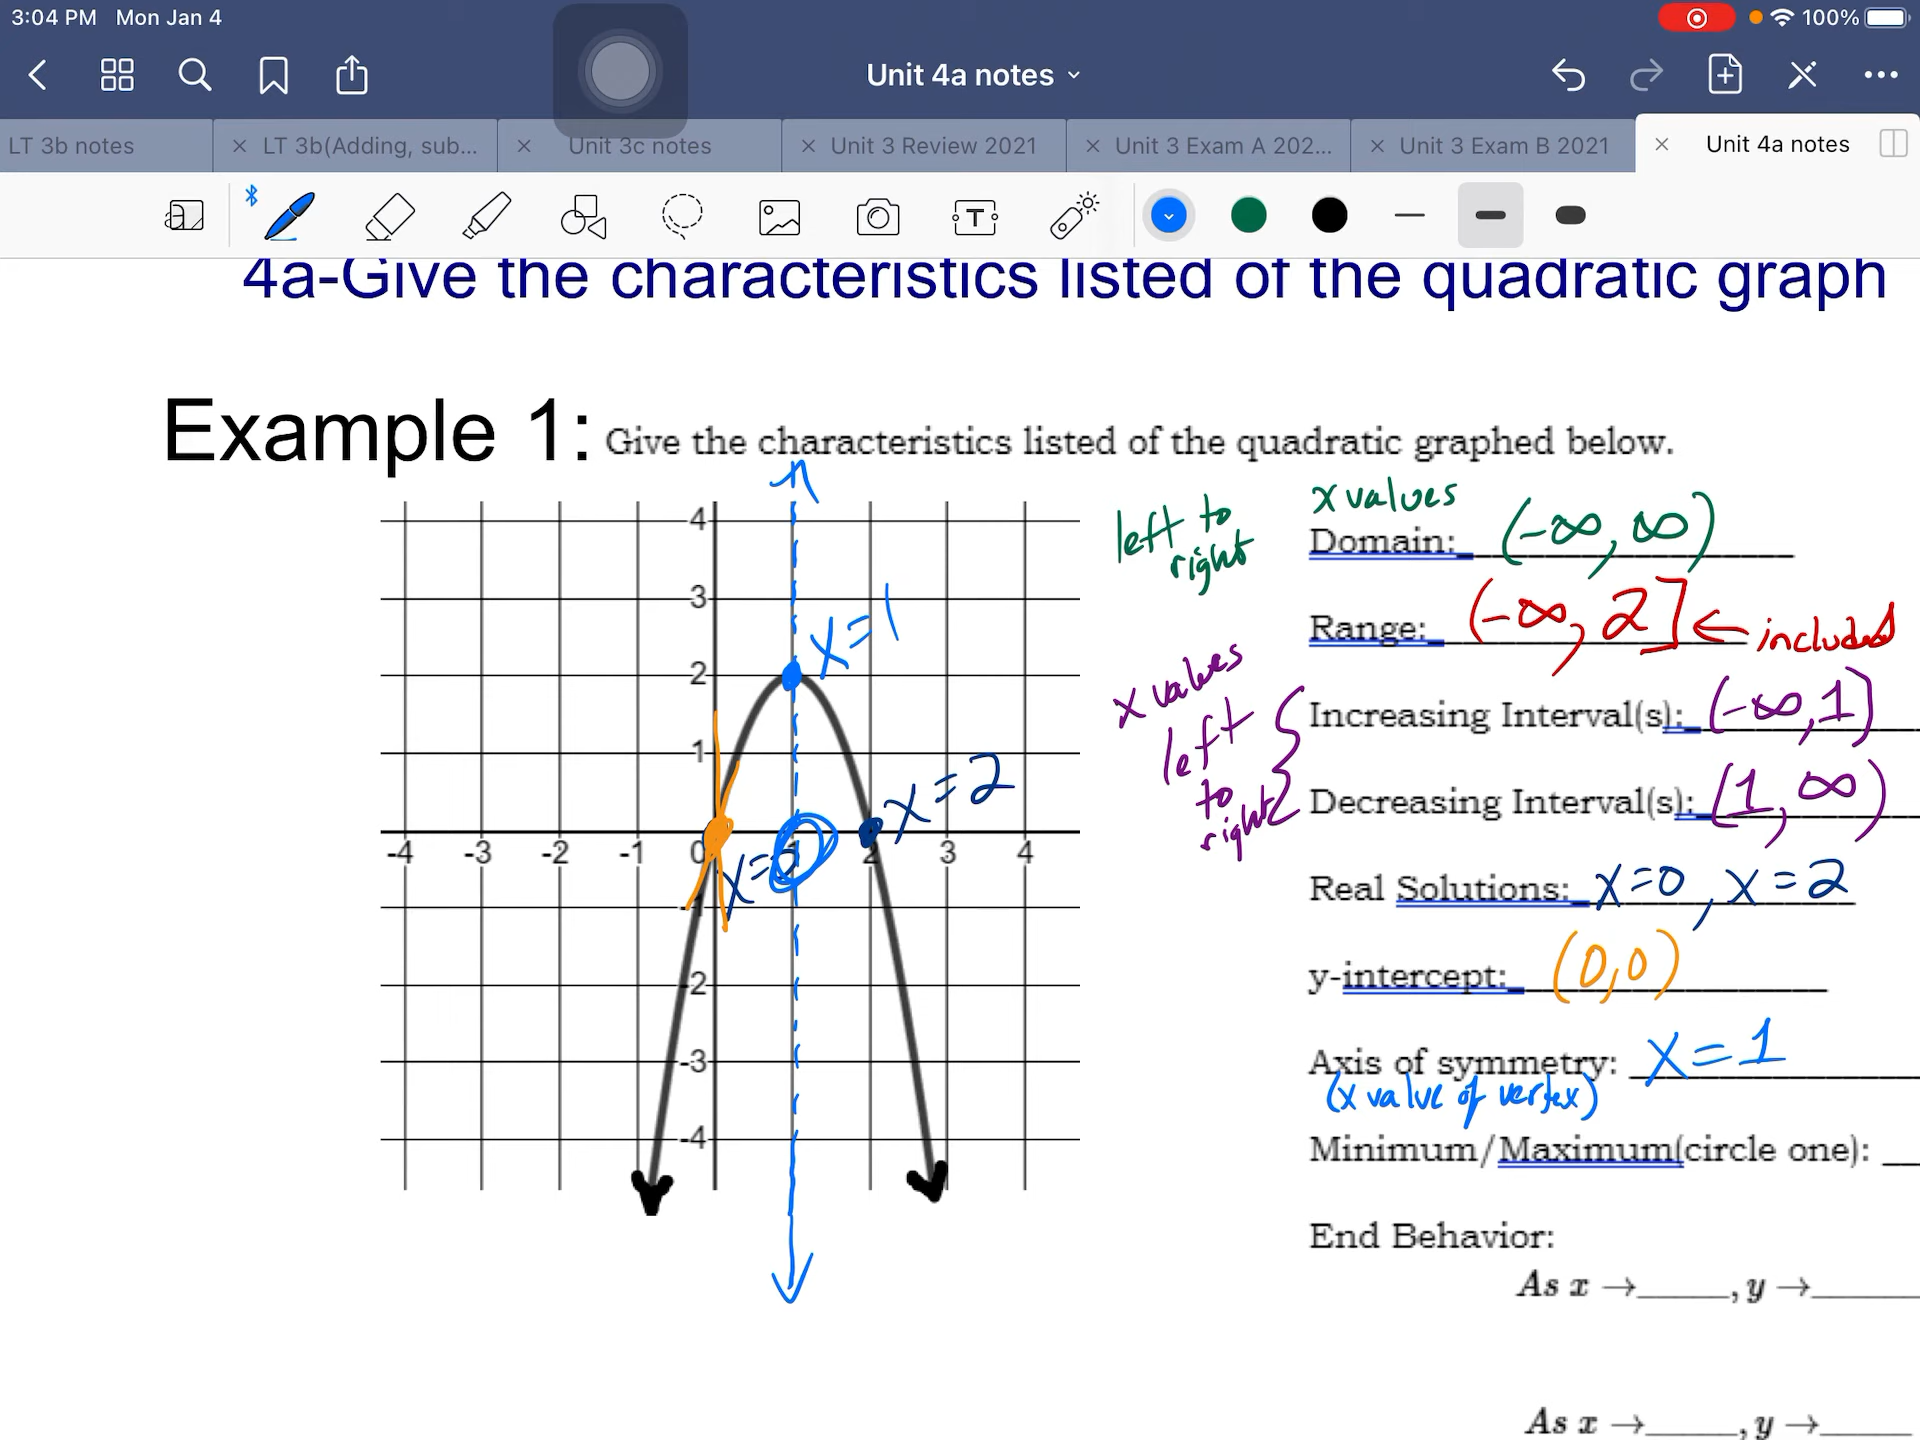 3:04 PM Mon Jan 4
100%
Unit 4a notes
LT 3b notes
LT 3b(Adding, sub...
Unit 3c notes
Unit 3 Review 2021
Unit 3 Exam A 202...
Unit 3 Exam B 2021
Unit 4a notes
4a-Give the characteristics listed of the quadratic graph
Example 1: Give the characteristics listed of the quadratic graphed below.
4
3
2
1
-4 -3 -2 -1 0 1 2 3 4
-1
-2
-3
-4
x=1
x=2
x=0
left to
right
x values
Domain: (-∞, ∞)
Range: (-∞, 2] ← included
x values
left
to
right
Increasing Interval(s): (-∞, 1)
Decreasing Interval(s): (1, ∞)
Real Solutions: x=0, x=2
y-intercept: (0,0)
Axis of symmetry: x=1
(x value of vertex)
Minimum/Maximum(circle one):
End Behavior:
As x →_____, y →_____
As x →_____, y →_____